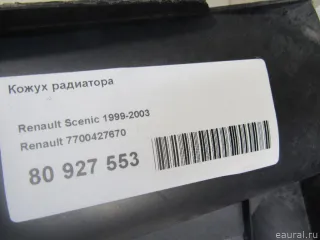 Кожух радиатора
Renault Scenic 1999-2003
Renault 7700427670
80 927 553
eaural.ru